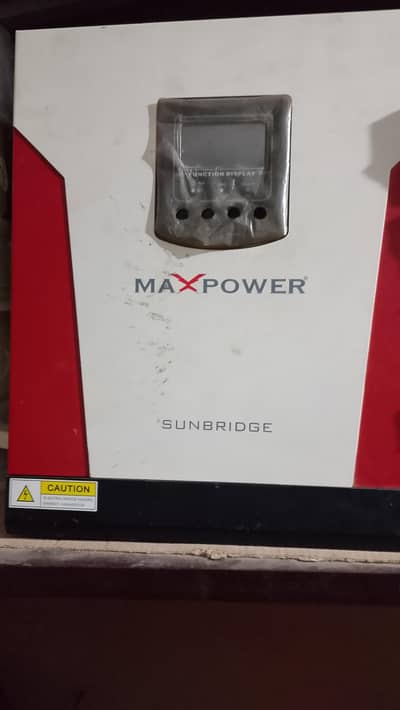 FUNCTION DISPLAY
MAXPOWER®
SUNBRIDGE
CAUTION